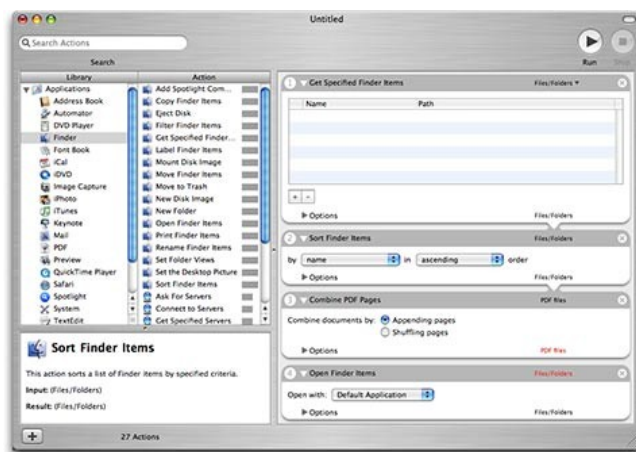 Untitled
Search Actions
Search
Run
Stop
Library
Action
Applications
Address Book
Automator
DVD Player
Finder
Font Book
iCal
iDVD
Image Capture
iPhoto
iTunes
Keynote
Mail
PDF
Preview
QuickTime Player
Safari
Spotlight
System
TextEdit
Add Spotlight Com...
Copy Finder Items
Eject Disk
Filter Finder Items
Get Specified Finder...
Label Finder Items
Mount Disk Image
Move Finder Items
Move to Trash
New Disk Image
New Folder
Open Finder Items
Print Finder Items
Rename Finder Items
Set Folder Views
Set the Desktop Picture
Sort Finder Items
Ask For Servers
Connect to Servers
Get Specified Servers
Sort Finder Items
This action sorts a list of Finder items by specified criteria.
Input: (Files/Folders)
Result: (Files/Folders)
27 Actions
1 Get Specified Finder Items Files/Folders
Name Path
Options Files/Folders
2 Sort Finder Items Files/Folders
by name in ascending order
Options Files/Folders
3 Combine PDF Pages PDF files
Combine documents by: Appending pages
Shuffling pages
Options PDF files
4 Open Finder Items Files/Folders
Open with: Default Application
Options Files/Folders